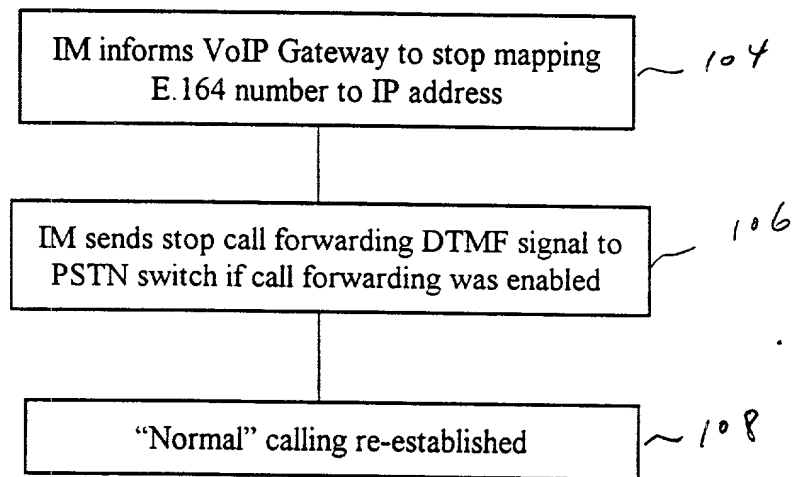 IM informs VoIP Gateway to stop mapping
E.164 number to IP address
104
IM sends stop call forwarding DTMF signal to
PSTN switch if call forwarding was enabled
106
“Normal” calling re-established
108